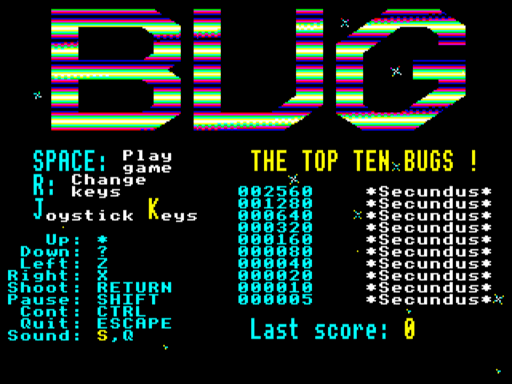 BUG
SPACE: Play game
R: Change keys
Joystick Keys
Up: *
Down: ?
Left: Z
Right: X
Shoot: RETURN
Pause: SHIFT
Cont: CTRL
Quit: ESCAPE
Sound: S,Q
THE TOP TEN BUGS !
002560 *Secundus*
001280 *Secundus*
000640 *Secundus*
000320 *Secundus*
000160 *Secundus*
000080 *Secundus*
000040 *Secundus*
000020 *Secundus*
000010 *Secundus*
000005 *Secundus*
Last score: 0